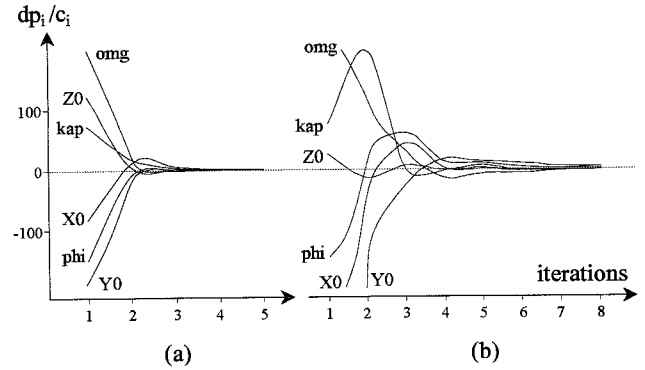 dpi/ci
omg
Z0
kap
X0
phi
Y0
100
0
-100
1 2 3 4 5
(a)
omg
kap
Z0
phi
X0
Y0
iterations
1 2 3 4 5 6 7 8
(b)